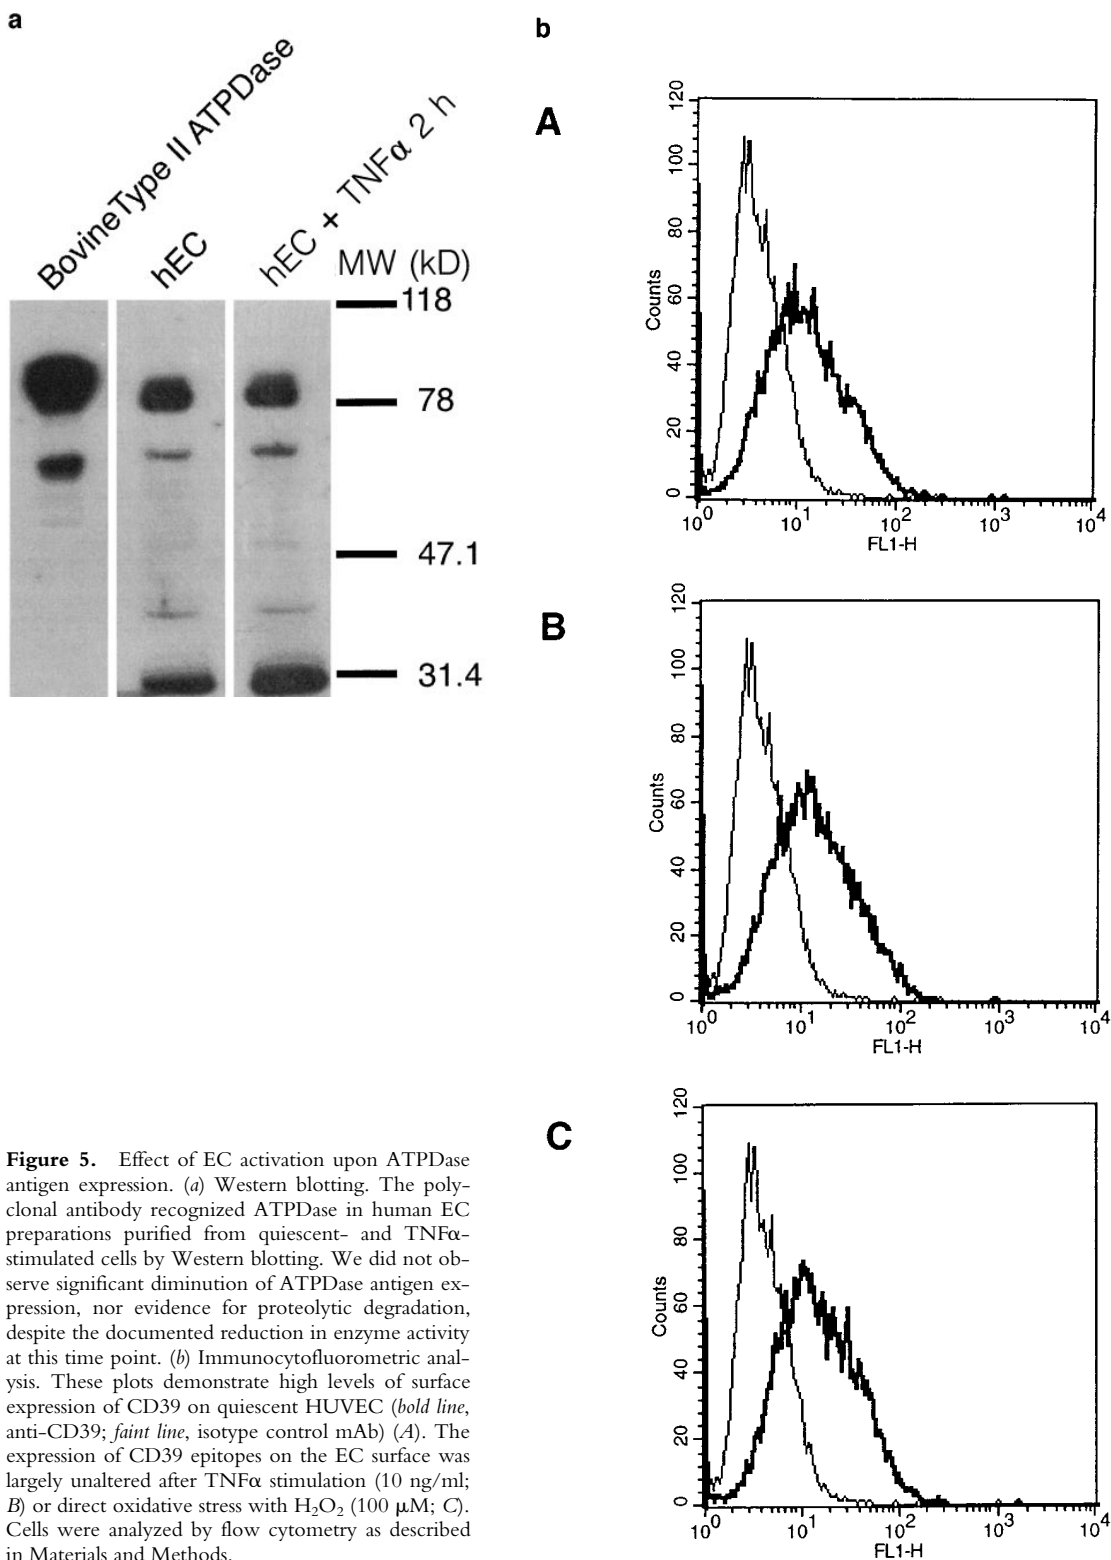 a
BovineType II ATPDase
hEC
hEC + TNFα 2 h
MW (kD)
118
78
47.1
31.4
b
A
120
100
80
60
40
20
0
Counts
10⁰ 10¹ 10² 10³ 10⁴
FL1-H
B
120
100
80
60
40
20
0
Counts
10⁰ 10¹ 10² 10³ 10⁴
FL1-H
C
120
100
80
60
40
20
0
Counts
10⁰ 10¹ 10² 10³ 10⁴
FL1-H
Figure 5. Effect of EC activation upon ATPDase
antigen expression. (a) Western blotting. The poly-
clonal antibody recognized ATPDase in human EC
preparations purified from quiescent- and TNFα-
stimulated cells by Western blotting. We did not ob-
serve significant diminution of ATPDase antigen ex-
pression, nor evidence for proteolytic degradation,
despite the documented reduction in enzyme activity
at this time point. (b) Immunocytofluorometric anal-
ysis. These plots demonstrate high levels of surface
expression of CD39 on quiescent HUVEC (bold line,
anti-CD39; faint line, isotype control mAb) (A). The
expression of CD39 epitopes on the EC surface was
largely unaltered after TNFα stimulation (10 ng/ml;
B) or direct oxidative stress with H₂O₂ (100 μM; C).
Cells were analyzed by flow cytometry as described
in Materials and Methods.